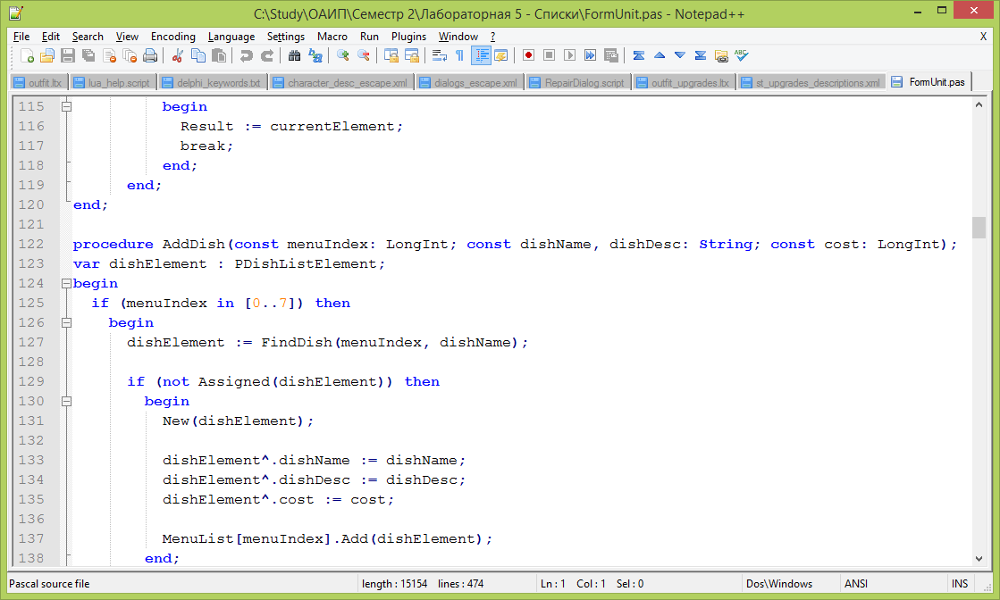 C:\Study\ОАИП\Семестр 2\Лабораторная 5 - Списки\FormUnit.pas - Notepad++
File Edit Search View Encoding Language Settings Macro Run Plugins Window ? X
outfit.ltx lua_help.script delphi_keywords.txt character_desc_escape.xml dialogs_escape.xml RepairDialog.script outfit_upgrades.ltx st_upgrades_descriptions.xml FormUnit.pas
115 begin
116 Result := currentElement;
117 break;
118 end;
119 end;
120 end;
121
122 procedure AddDish(const menuIndex: LongInt; const dishName, dishDesc: String; const cost: LongInt);
123 var dishElement : PDishListElement;
124 begin
125 if (menuIndex in [0..7]) then
126 begin
127 dishElement := FindDish(menuIndex, dishName);
128
129 if (not Assigned(dishElement)) then
130 begin
131 New(dishElement);
132
133 dishElement^.dishName := dishName;
134 dishElement^.dishDesc := dishDesc;
135 dishElement^.cost := cost;
136
137 MenuList[menuIndex].Add(dishElement);
138 end;
Pascal source file length : 15154 lines : 474 Ln : 1 Col : 1 Sel : 0 Dos\Windows ANSI INS